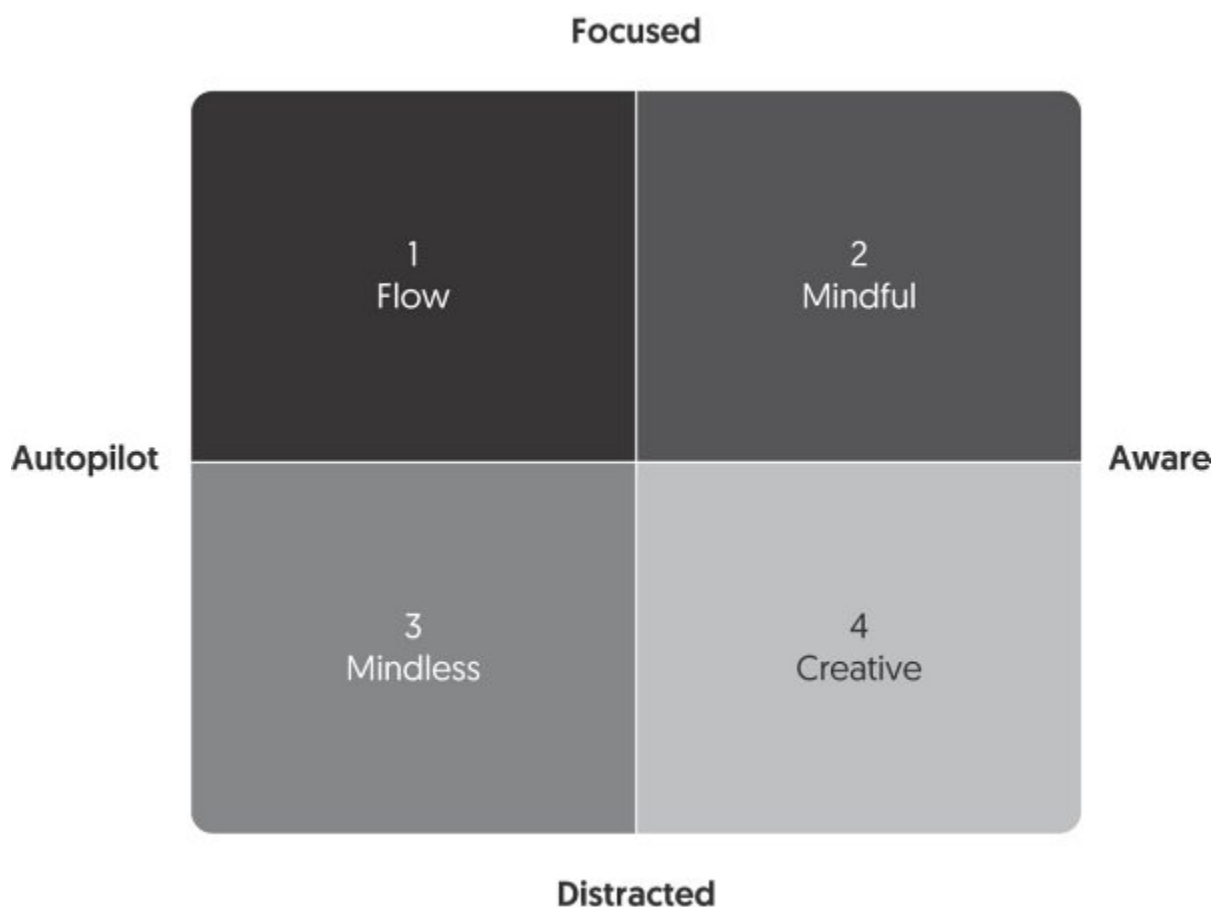 Focused
1
Flow
2
Mindful
Autopilot
Aware
3
Mindless
4
Creative
Distracted